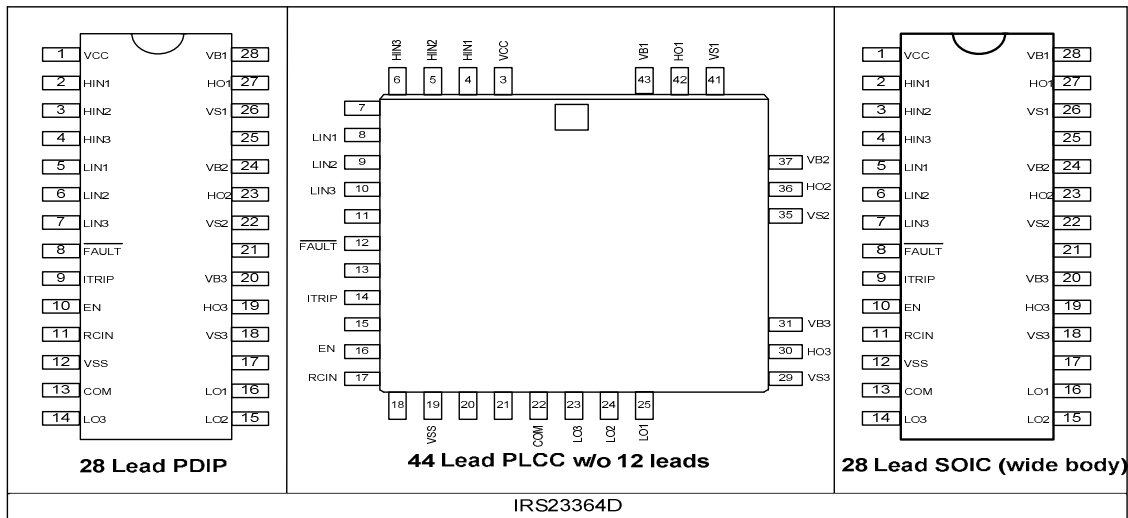 1 VCC VB1 28
2 HIN1 HO1 27
3 HIN2 VS1 26
4 HIN3 25
5 LIN1 VB2 24
6 LIN2 HO2 23
7 LIN3 VS2 22
8 FAULT 21
9 ITRIP VB3 20
10 EN HO3 19
11 RCIN VS3 18
12 VSS 17
13 COM LO1 16
14 LO3 LO2 15
28 Lead PDIP
HIN3 HIN2 HIN1 VCC VB1 HO1 VS1
6 5 4 3 43 42 41
7
LIN1 8
LIN2 9
LIN3 10
11
FAULT 12
13
ITRIP 14
15
EN 16
RCIN 17
37 VB2
36 HO2
35 VS2
31 VB3
30 HO3
29 VS3
18 19 20 21 22 23 24 25
VSS COM LO3 LO2 LO1
44 Lead PLCC w/o 12 leads
1 VCC VB1 28
2 HIN1 HO1 27
3 HIN2 VS1 26
4 HIN3 25
5 LIN1 VB2 24
6 LIN2 HO2 23
7 LIN3 VS2 22
8 FAULT 21
9 ITRIP VB3 20
10 EN HO3 19
11 RCIN VS3 18
12 VSS 17
13 COM LO1 16
14 LO3 LO2 15
28 Lead SOIC (wide body)
IRS23364D